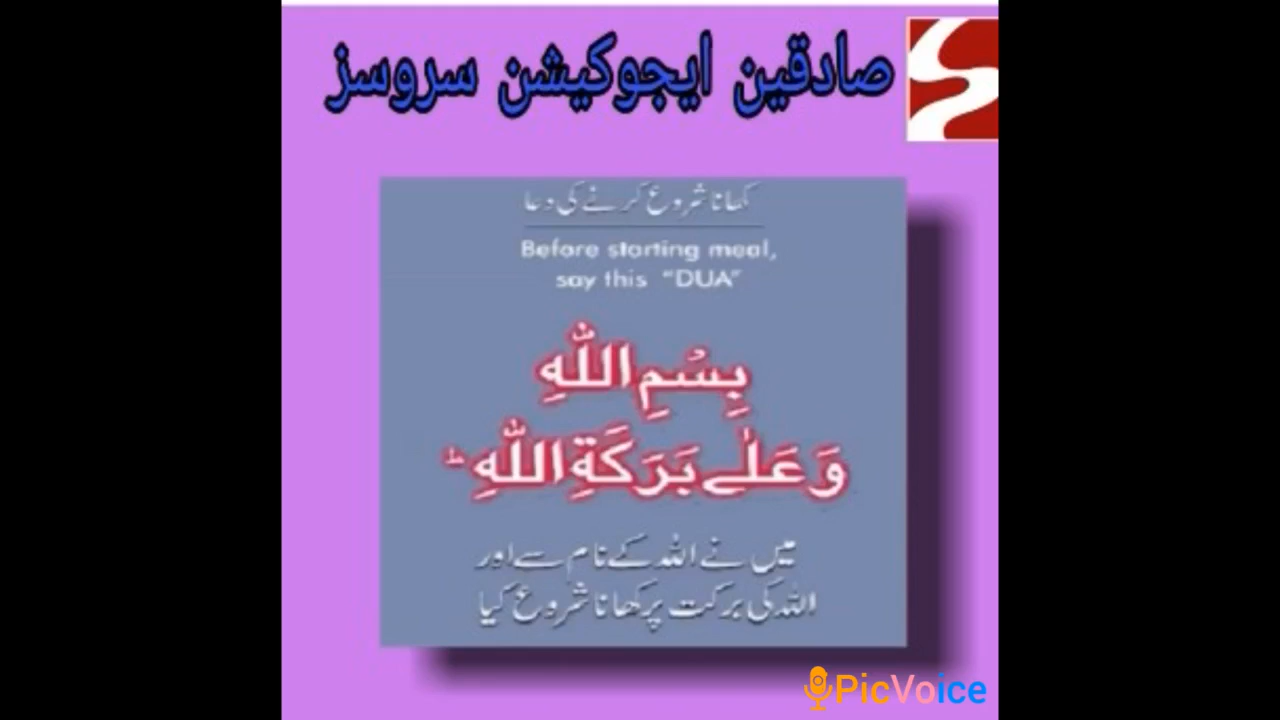 صادقین ایجوکیشن سروسز
کھانا شروع کرنے کی دعا
Before starting meal,
say this "DUA"
بِسْمِ اللّٰهِ
وَعَلٰے بَرَكَةِ اللّٰهِ ؕ
میں نے اللہ کے نام سے اور
اللہ کی برکت پر کھانا شروع کیا
PicVoice